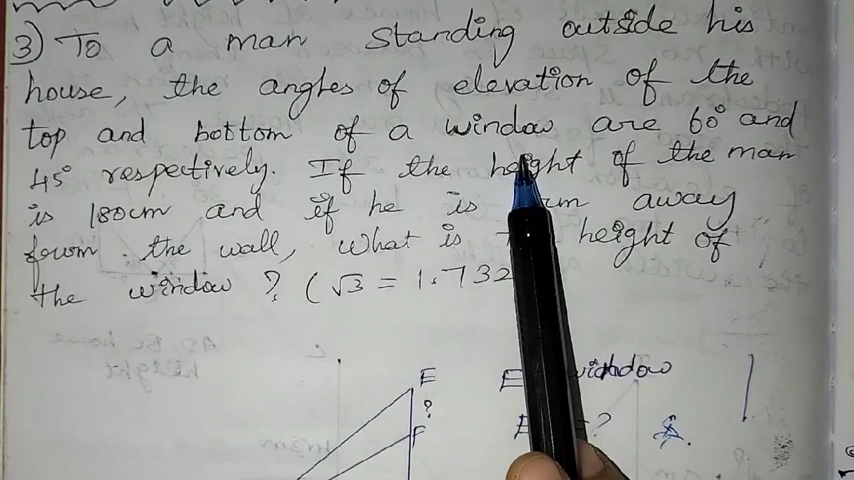 3) To a man standing outside his
house, the angles of elevation of the
top and bottom of a window are 60° and
45° respectively. If the height of the man
is 180cm and if he is away
from the wall, what is height of
the window ? ( √3 = 1.732
E
?
F
E window
E ?